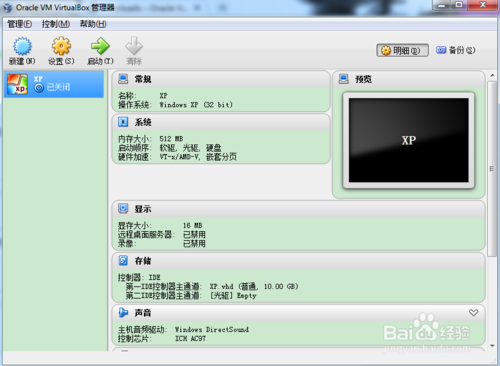 Oracle VM VirtualBox 管理器
管理(F) 控制(M) 帮助(H)
新建(N) 设置(S) 启动(T) 清除
明细(D) 备份(S)
XP
已关闭
常规
名称: XP
操作系统: Windows XP (32 bit)
系统
内存大小: 512 MB
启动顺序: 软驱, 光驱, 硬盘
硬件加速: VT-x/AMD-V, 嵌套分页
预览
XP
显示
显存大小: 16 MB
远程桌面服务器: 已禁用
录像: 已禁用
存储
控制器: IDE
第一IDE控制器主通道: XP.vhd (普通, 10.00 GB)
第二IDE控制器主通道: [光驱] Empty
声音
主机音频驱动: Windows DirectSound
控制芯片: ICH AC97
Baidu 经验
jingyan.baidu.com